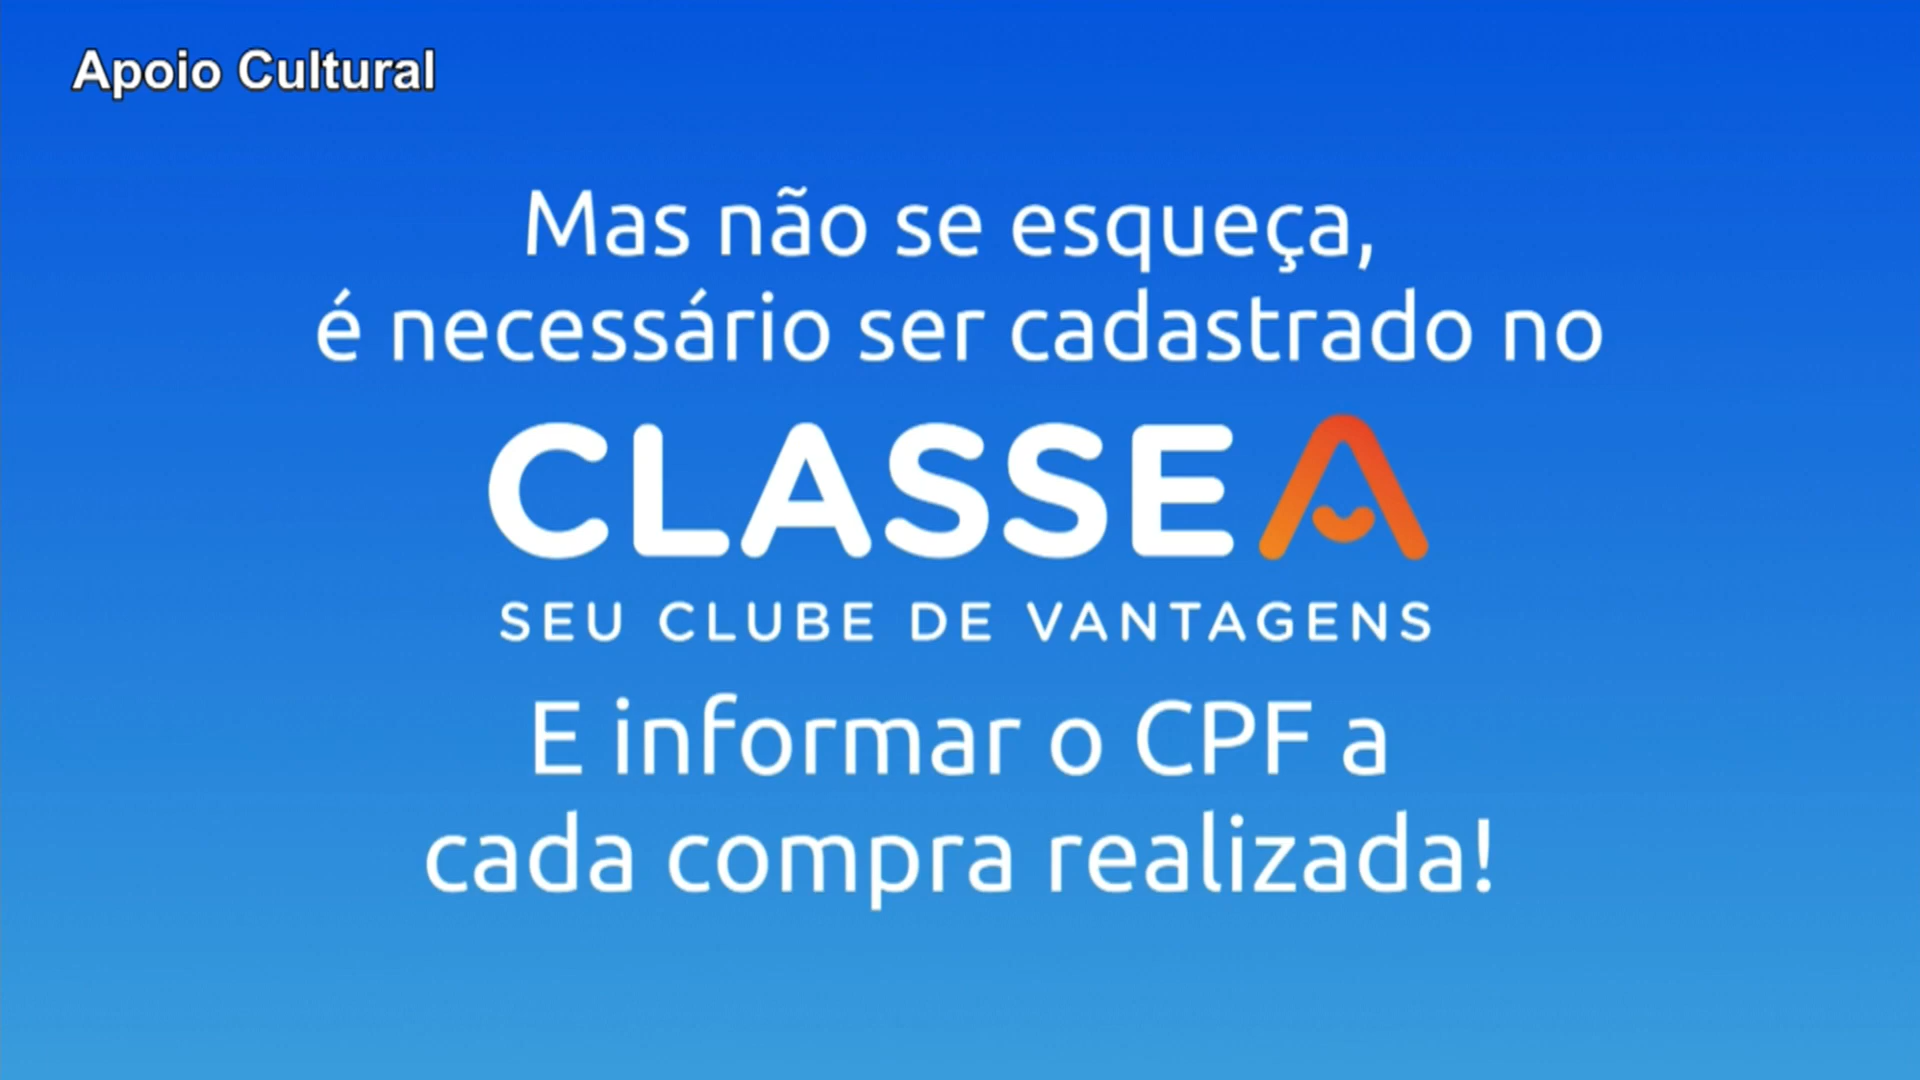 Apoio Cultural
Mas não se esqueça,
é necessário ser cadastrado no
CLASSE A
SEU CLUBE DE VANTAGENS
E informar o CPF a
cada compra realizada!